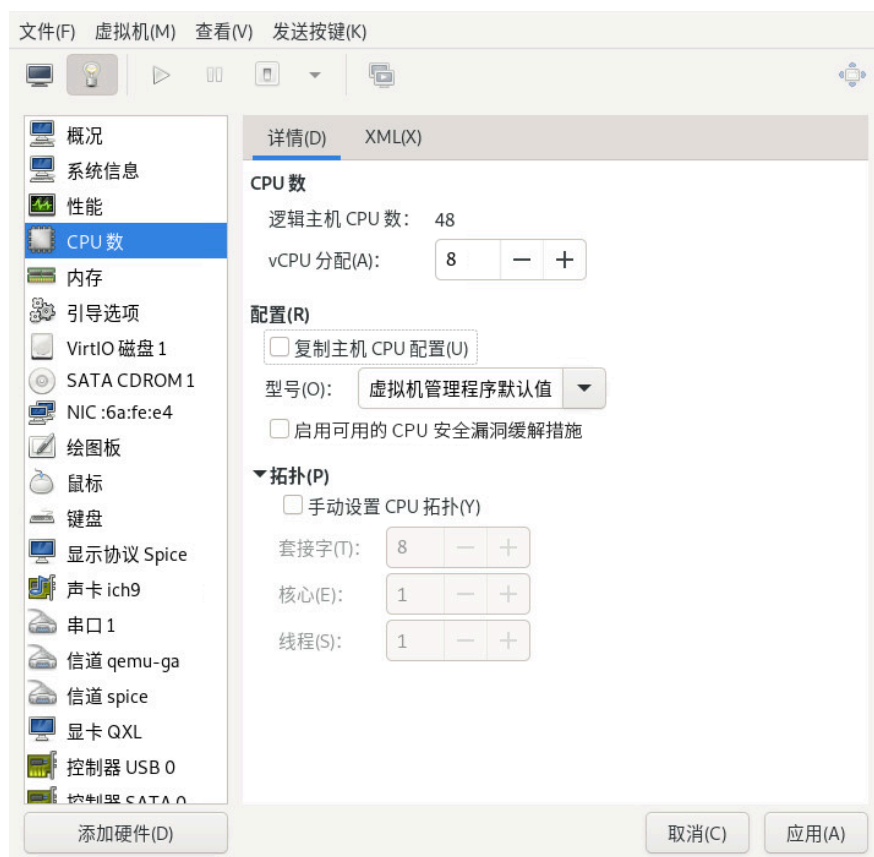 文件(F) 虚拟机(M) 查看(V) 发送按键(K)
概况
系统信息
性能
CPU 数
内存
引导选项
VirtIO 磁盘 1
SATA CDROM 1
NIC :6a:fe:e4
绘图板
鼠标
键盘
显示协议 Spice
声卡 ich9
串口 1
信道 qemu-ga
信道 spice
显卡 QXL
控制器 USB 0
控制器 SATA 0
添加硬件(D)
详情(D) XML(X)
CPU 数
逻辑主机 CPU 数: 48
vCPU 分配(A): 8
配置(R)
复制主机 CPU 配置(U)
型号(O): 虚拟机管理程序默认值
启用可用的 CPU 安全漏洞缓解措施
拓扑(P)
手动设置 CPU 拓扑(Y)
套接字(T): 8
核心(E): 1
线程(S): 1
取消(C) 应用(A)